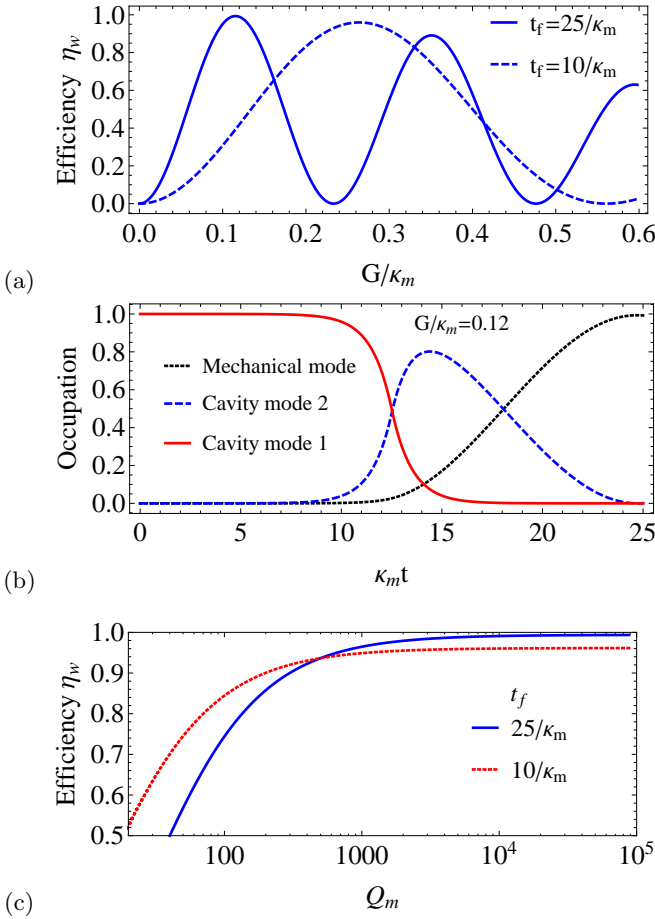 1.0
0.8
0.6
0.4
0.2
0.0
Efficiency η_w
t_f=25/κ_m
t_f=10/κ_m
0.0 0.1 0.2 0.3 0.4 0.5 0.6
G/κ_m
(a)
1.0
0.8
0.6
0.4
0.2
0.0
Occupation
G/κ_m=0.12
Mechanical mode
Cavity mode 2
Cavity mode 1
0 5 10 15 20 25
κ_m t
(b)
1.0
0.9
0.8
0.7
0.6
0.5
Efficiency η_w
t_f
25/κ_m
10/κ_m
100 1000 10^4 10^5
Q_m
(c)